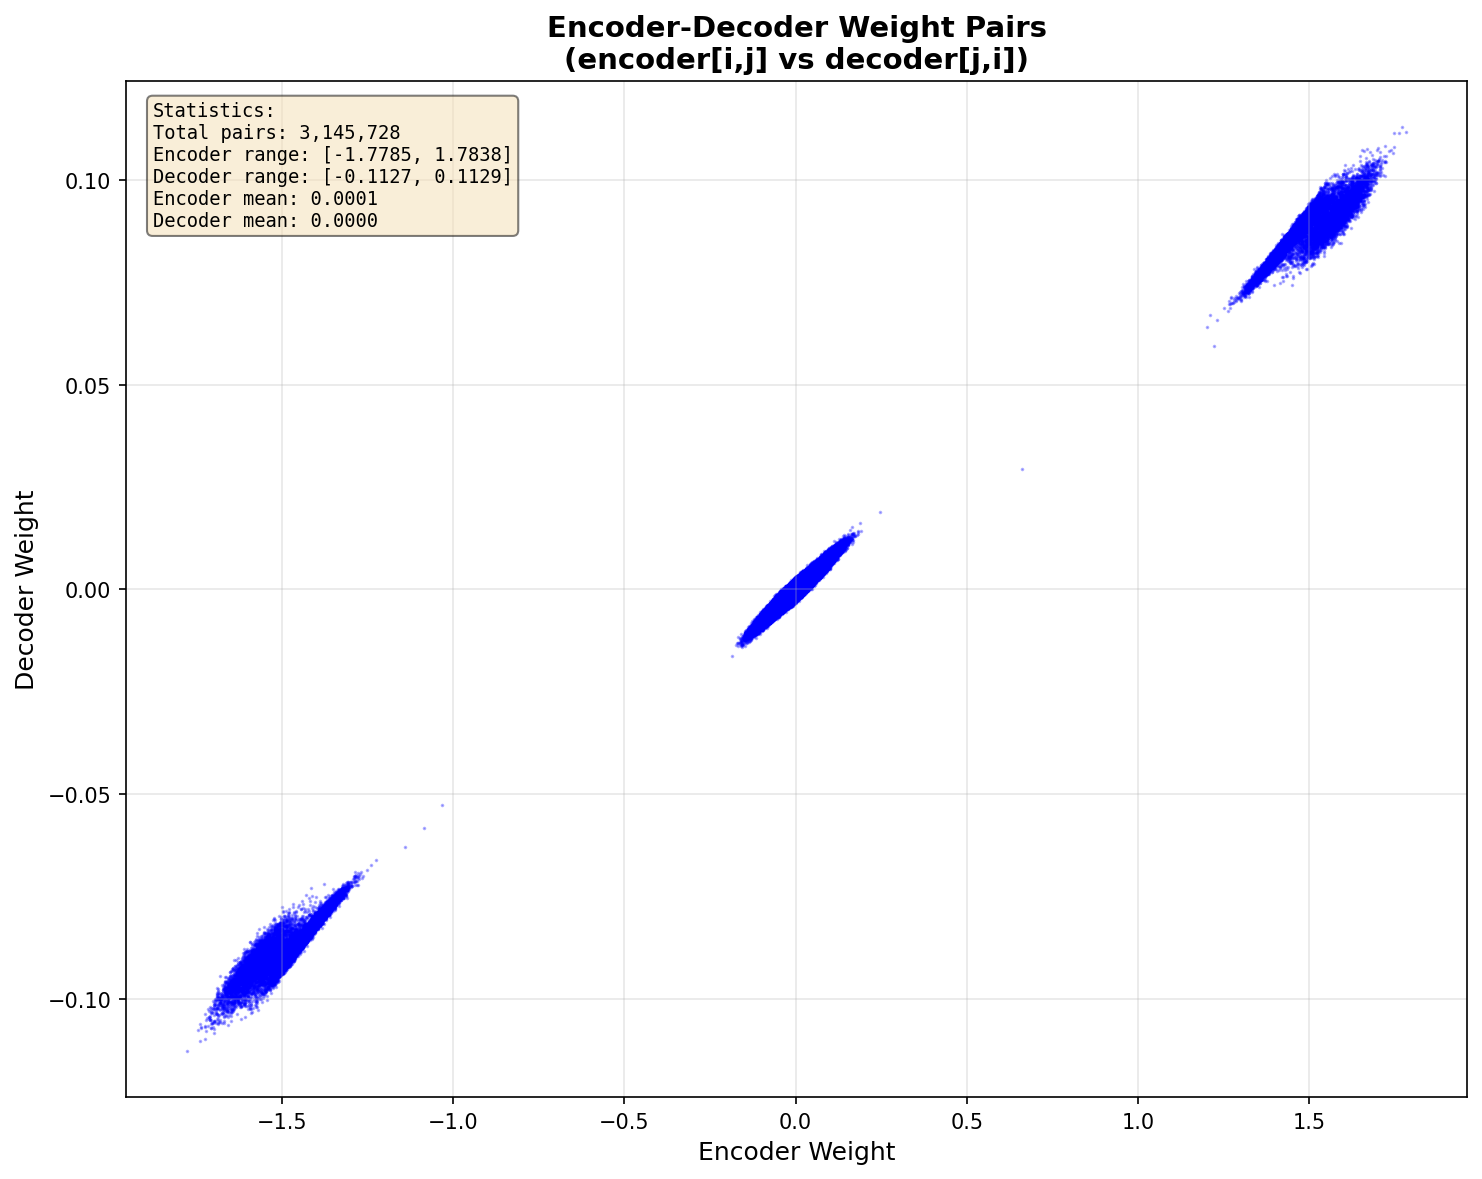 Encoder-Decoder Weight Pairs
(encoder[i,j] vs decoder[j,i])
Statistics:
Total pairs: 3,145,728
Encoder range: [-1.7785, 1.7838]
Decoder range: [-0.1127, 0.1129]
Encoder mean: 0.0001
Decoder mean: 0.0000
Decoder Weight
0.10
0.05
0.00
−0.05
−0.10
−1.5 −1.0 −0.5 0.0 0.5 1.0 1.5
Encoder Weight